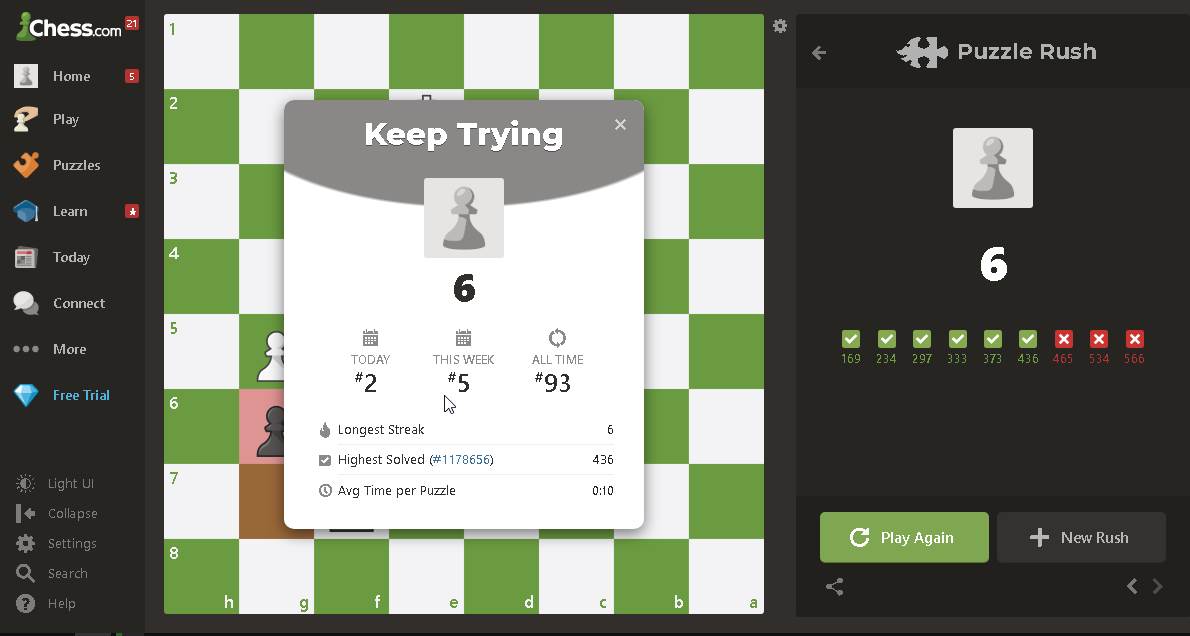 Chess.com 21
Home 5
Play
Puzzles
Learn
Today
Connect
More
Free Trial
Light UI
Collapse
Settings
Search
Help
1
2
3
4
5
6
7
8
h g f e d c b a
Keep Trying
6
TODAY THIS WEEK ALL TIME
#2 #5 #93
Longest Streak 6
Highest Solved (#1178656) 436
Avg Time per Puzzle 0:10
Puzzle Rush
6
169 234 297 333 373 436 465 534 566
Play Again New Rush